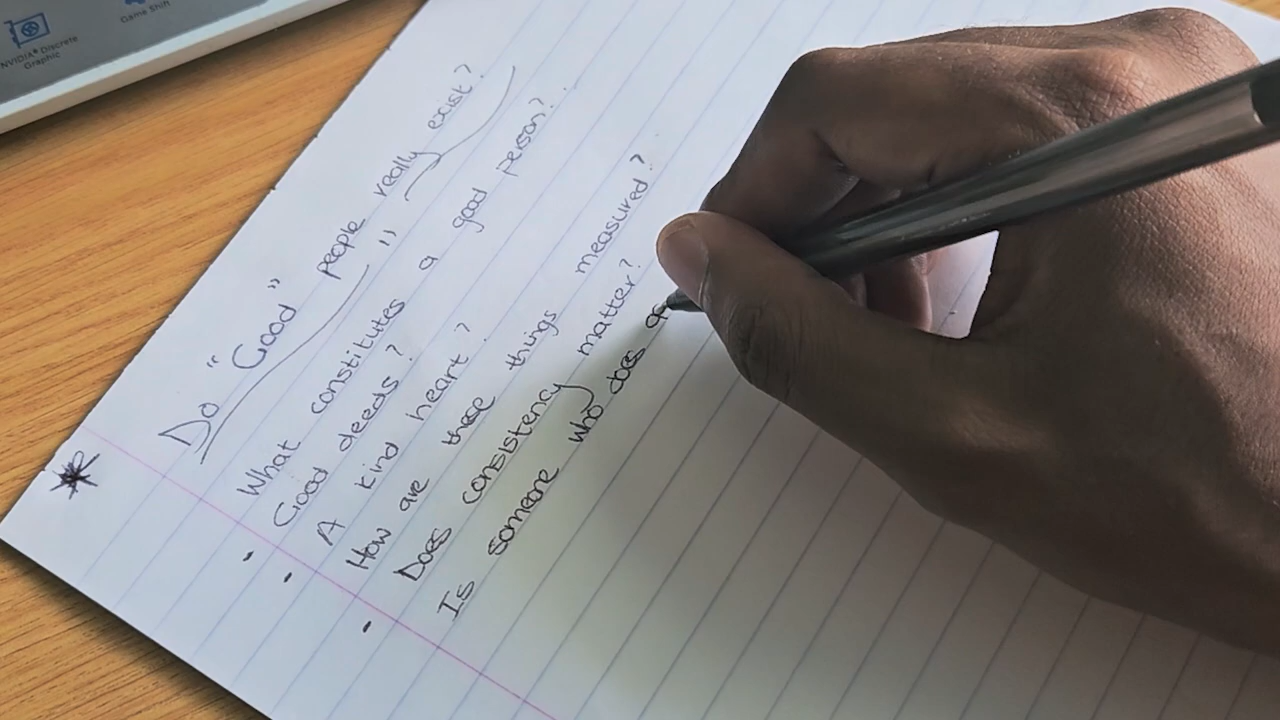 Do "Good" people really exist?
What constitutes a good person?
- Good deeds?
- A kind heart?
How are these things measured?
- Does consistency matter?
Is someone who does